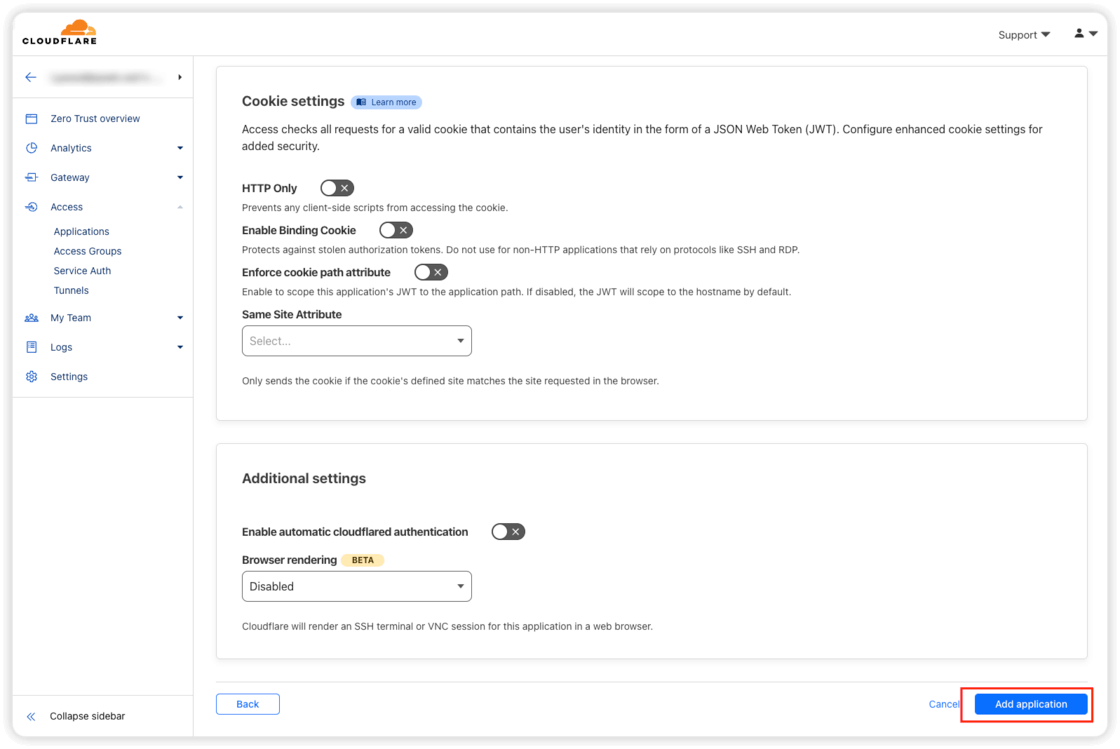 CLOUDFLARE
Support
Zero Trust overview
Analytics
Gateway
Access
Applications
Access Groups
Service Auth
Tunnels
My Team
Logs
Settings
Collapse sidebar
Cookie settings Learn more
Access checks all requests for a valid cookie that contains the user's identity in the form of a JSON Web Token (JWT). Configure enhanced cookie settings for
added security.
HTTP Only
Prevents any client-side scripts from accessing the cookie.
Enable Binding Cookie
Protects against stolen authorization tokens. Do not use for non-HTTP applications that rely on protocols like SSH and RDP.
Enforce cookie path attribute
Enable to scope this application's JWT to the application path. If disabled, the JWT will scope to the hostname by default.
Same Site Attribute
Select...
Only sends the cookie if the cookie's defined site matches the site requested in the browser.
Additional settings
Enable automatic cloudflared authentication
Browser rendering BETA
Disabled
Cloudflare will render an SSH terminal or VNC session for this application in a web browser.
Back
Cancel
Add application